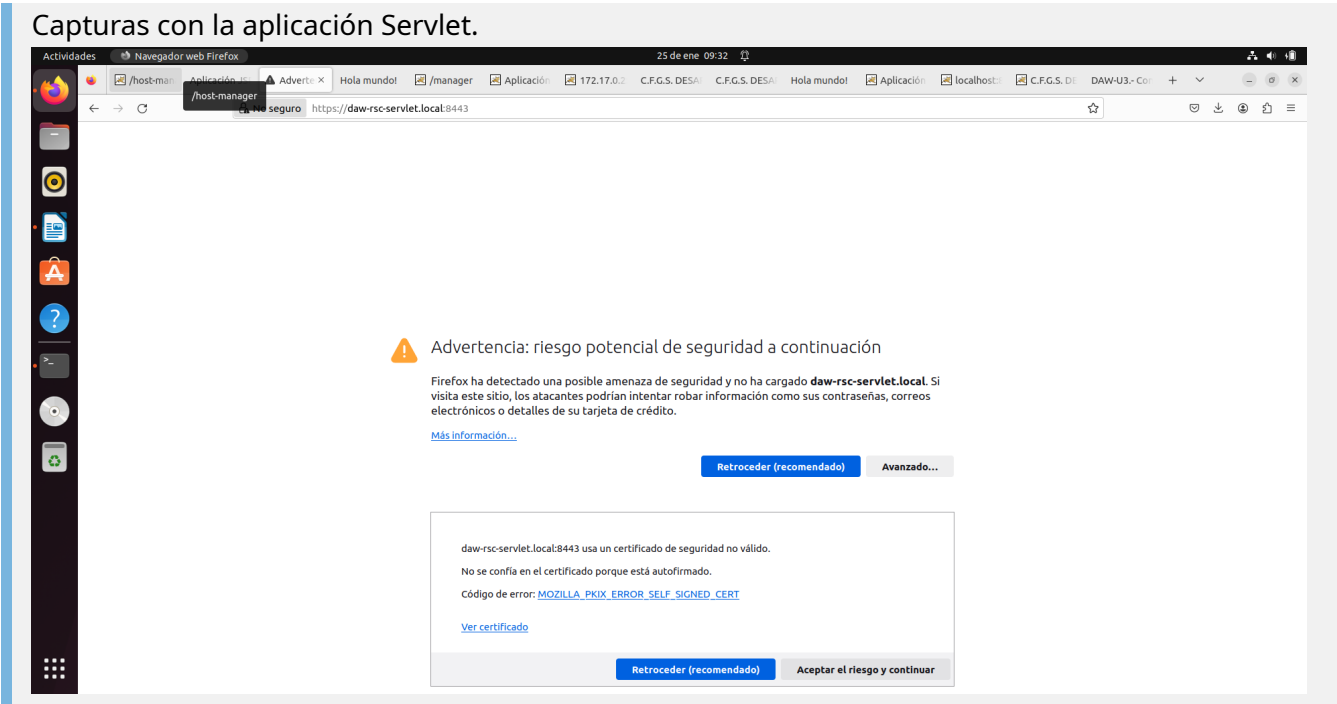 Capturas con la aplicación Servlet.
Actividades Navegador web Firefox 25 de ene 09:32
/host-man Aplicación JS Adverte Hola mundo! /manager Aplicación 172.17.0.2 C.F.G.S. DESA C.F.G.S. DESA Hola mundo! Aplicación localhost: C.F.G.S. DE DAW-U3.- Co
/host-manager
No seguro https://daw-rsc-servlet.local:8443
Advertencia: riesgo potencial de seguridad a continuación
Firefox ha detectado una posible amenaza de seguridad y no ha cargado daw-rsc-servlet.local. Si
visita este sitio, los atacantes podrían intentar robar información como sus contraseñas, correos
electrónicos o detalles de su tarjeta de crédito.
Más información...
Retroceder (recomendado) Avanzado...
daw-rsc-servlet.local:8443 usa un certificado de seguridad no válido.
No se confía en el certificado porque está autofirmado.
Código de error: MOZILLA_PKIX_ERROR_SELF_SIGNED_CERT
Ver certificado
Retroceder (recomendado) Aceptar el riesgo y continuar